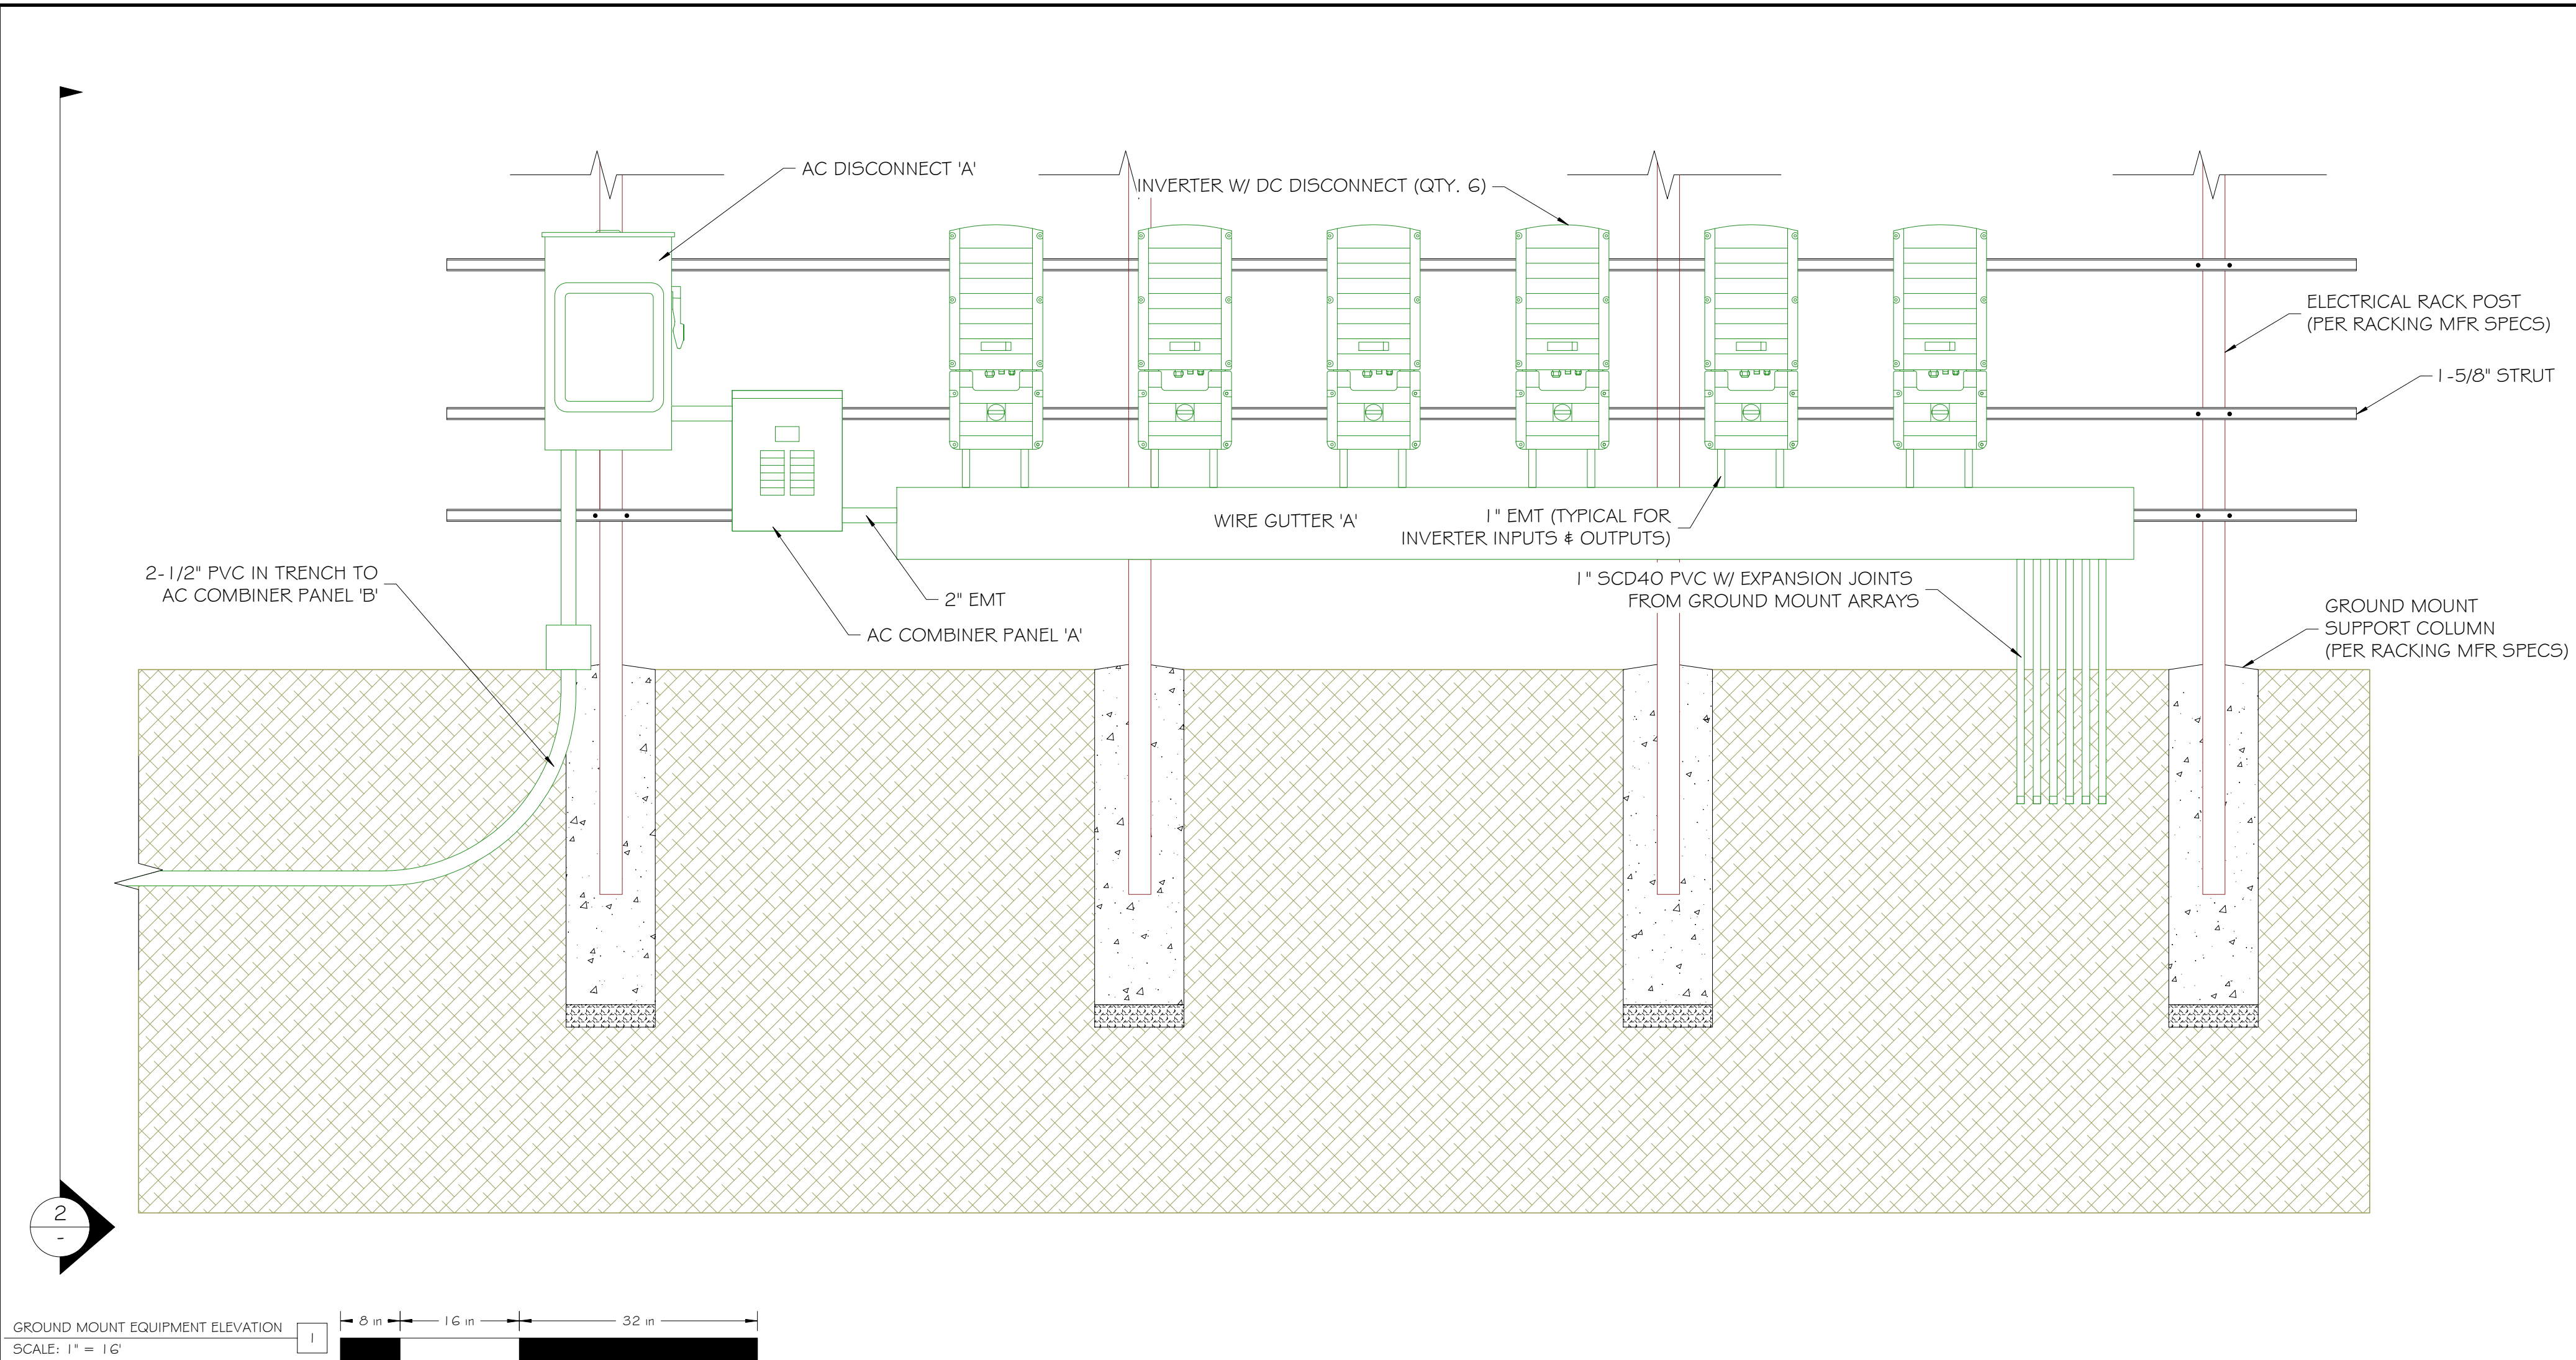 AC DISCONNECT 'A'
INVERTER W/ DC DISCONNECT (QTY. 6)
ELECTRICAL RACK POST
(PER RACKING MFR SPECS)
1-5/8" STRUT
WIRE GUTTER 'A'
1" EMT (TYPICAL FOR
INVERTER INPUTS & OUTPUTS)
2-1/2" PVC IN TRENCH TO
AC COMBINER PANEL 'B'
2" EMT
AC COMBINER PANEL 'A'
1" SCD40 PVC W/ EXPANSION JOINTS
FROM GROUND MOUNT ARRAYS
GROUND MOUNT
SUPPORT COLUMN
(PER RACKING MFR SPECS)
2
-
GROUND MOUNT EQUIPMENT ELEVATION
SCALE: 1" = 16'
1
8 in
16 in
32 in